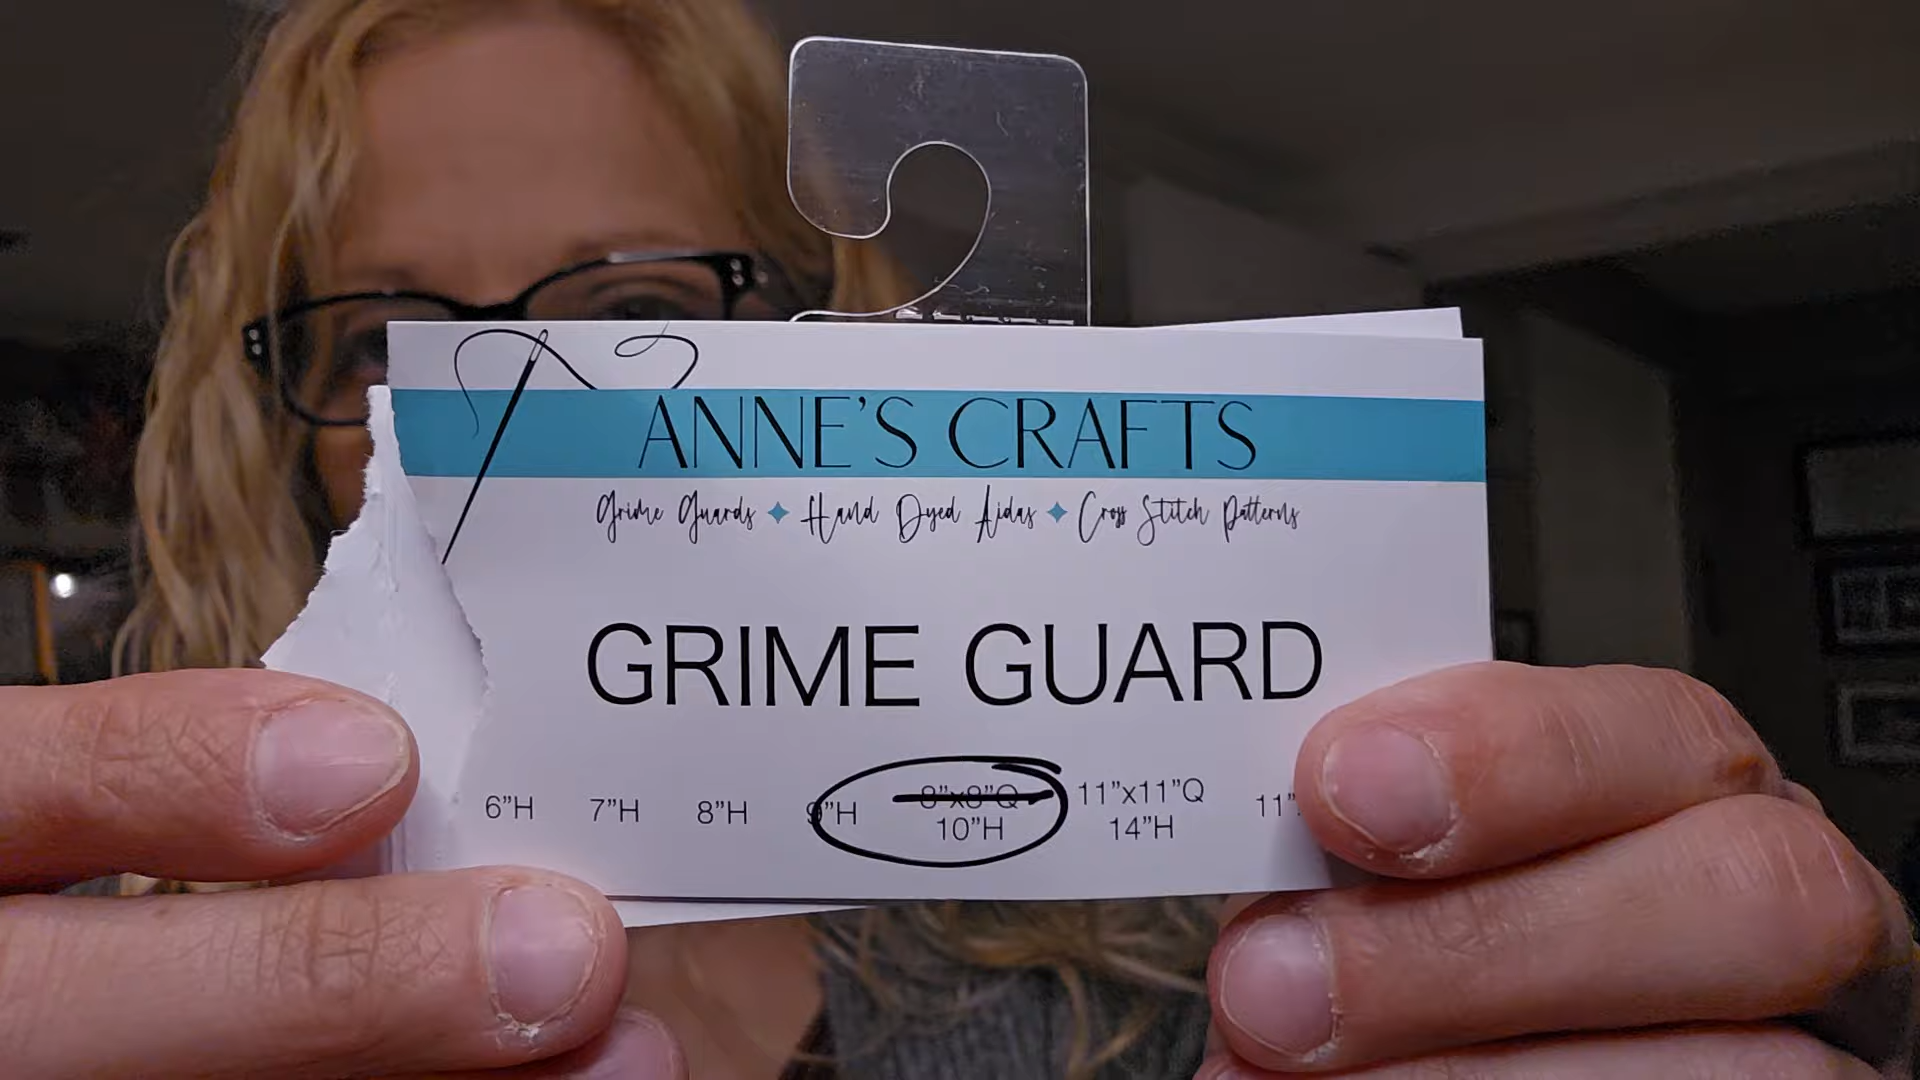 ANNE'S CRAFTS
Grime Guards ✦ Hand Dyed Aidas ✦ Cross Stitch Patterns
GRIME GUARD
6"H 7"H 8"H 9"H 8"x8"Q 11"x11"Q 11"
10"H 14"H